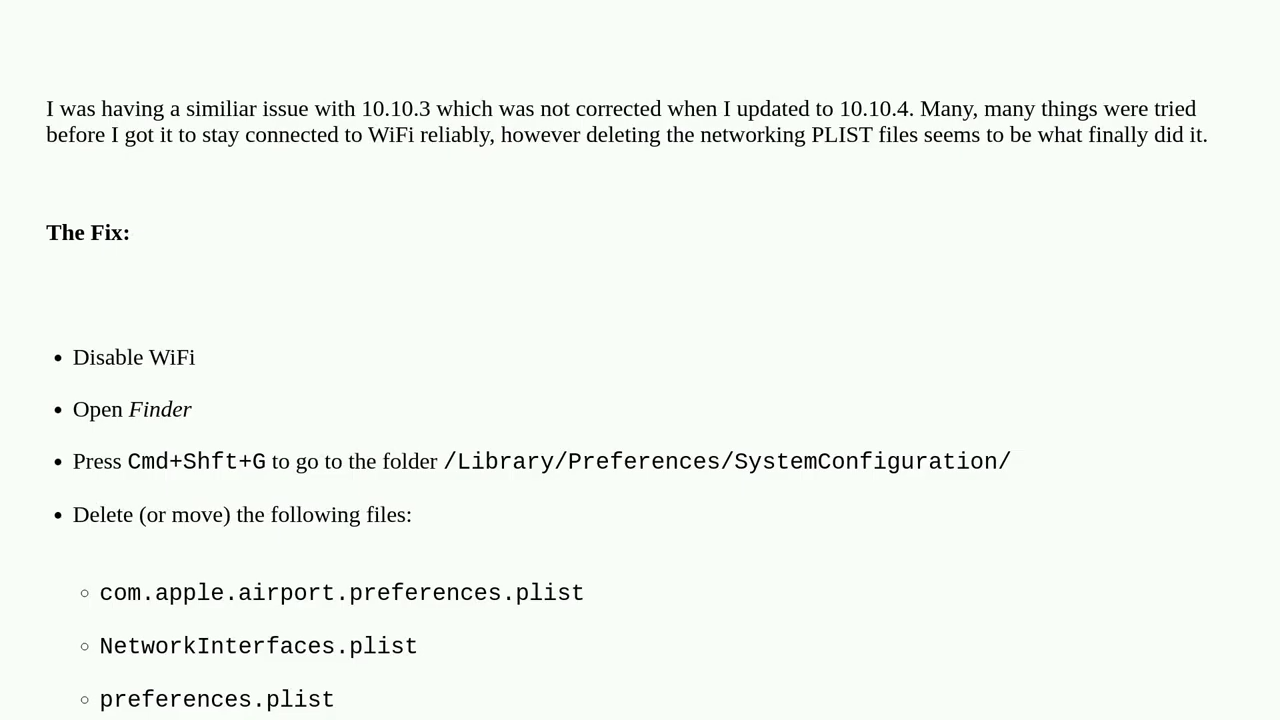 I was having a similiar issue with 10.10.3 which was not corrected when I updated to 10.10.4. Many, many things were tried
before I got it to stay connected to WiFi reliably, however deleting the networking PLIST files seems to be what finally did it.
The Fix:
• Disable WiFi
• Open Finder
• Press Cmd+Shft+G to go to the folder /Library/Preferences/SystemConfiguration/
• Delete (or move) the following files:
◦ com.apple.airport.preferences.plist
◦ NetworkInterfaces.plist
◦ preferences.plist